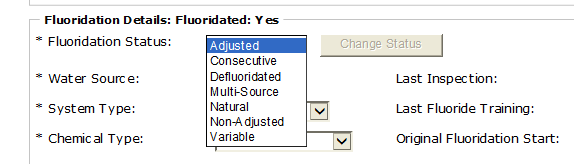 Fluoridation Details: Fluoridated: Yes
* Fluoridation Status:
Adjusted
Change Status
Consecutive
Defluoridated
Multi-Source
Natural
Non-Adjusted
Variable
* Water Source:
Last Inspection:
* System Type:
Last Fluoride Training:
* Chemical Type:
Original Fluoridation Start: